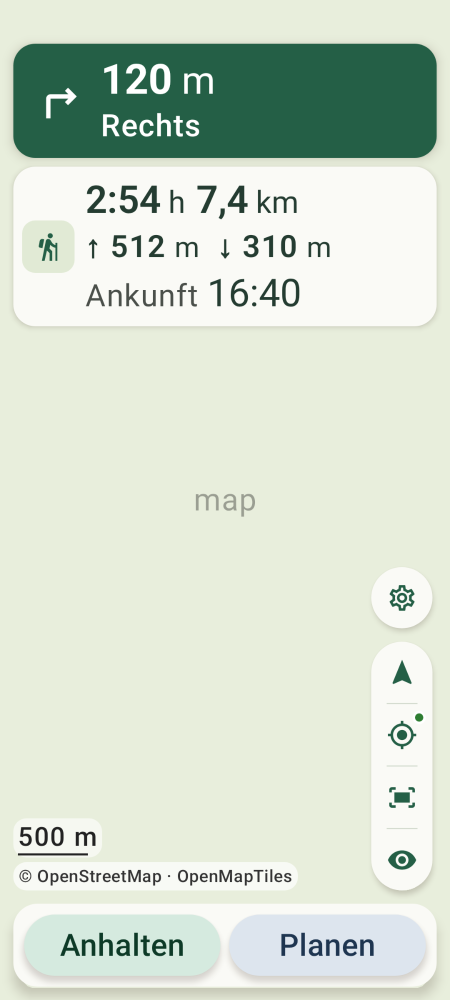 120 m
Rechts
2:54 h 7,4 km
↑ 512 m ↓ 310 m
Ankunft 16:40
map
500 m
© OpenStreetMap · OpenMapTiles
Anhalten
Planen